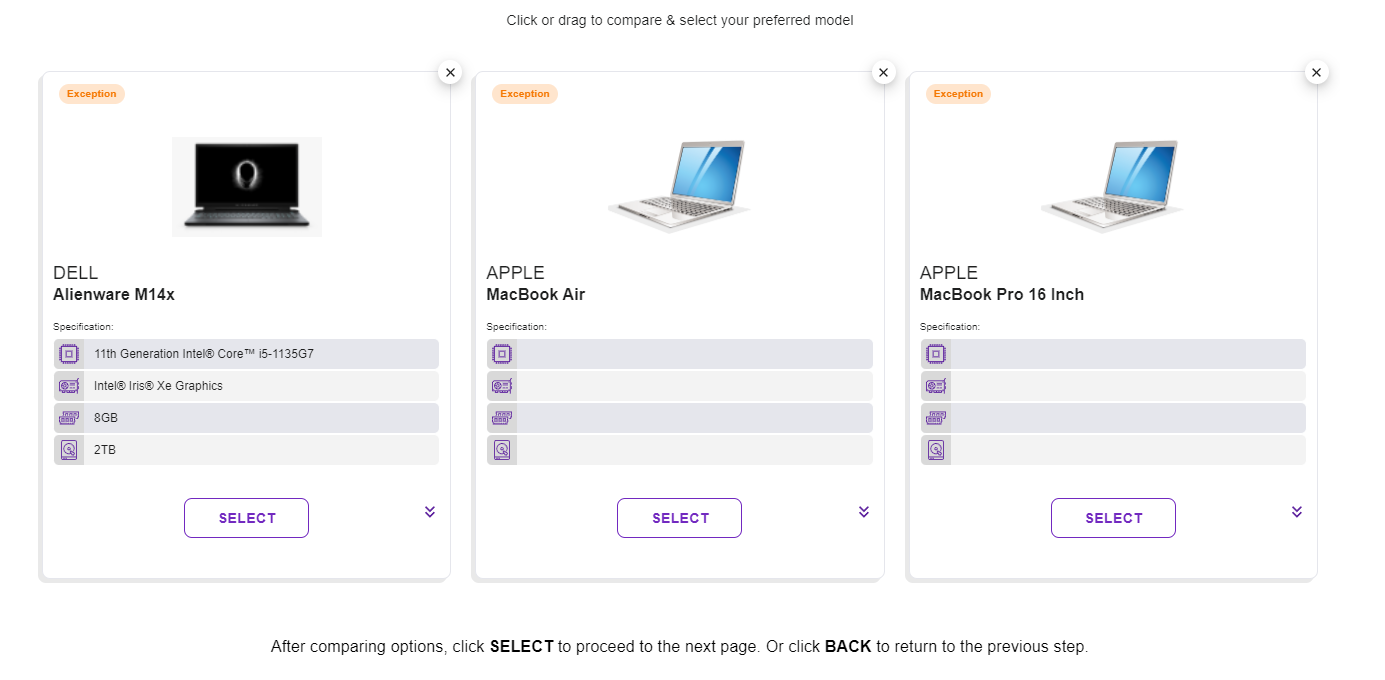 Click or drag to compare & select your preferred model
Exception
DELL
Alienware M14x
Specification:
11th Generation Intel® Core™ i5-1135G7
Intel® Iris® Xe Graphics
8GB
2TB
SELECT
Exception
APPLE
MacBook Air
Specification:
SELECT
Exception
APPLE
MacBook Pro 16 Inch
Specification:
SELECT
After comparing options, click SELECT to proceed to the next page. Or click BACK to return to the previous step.